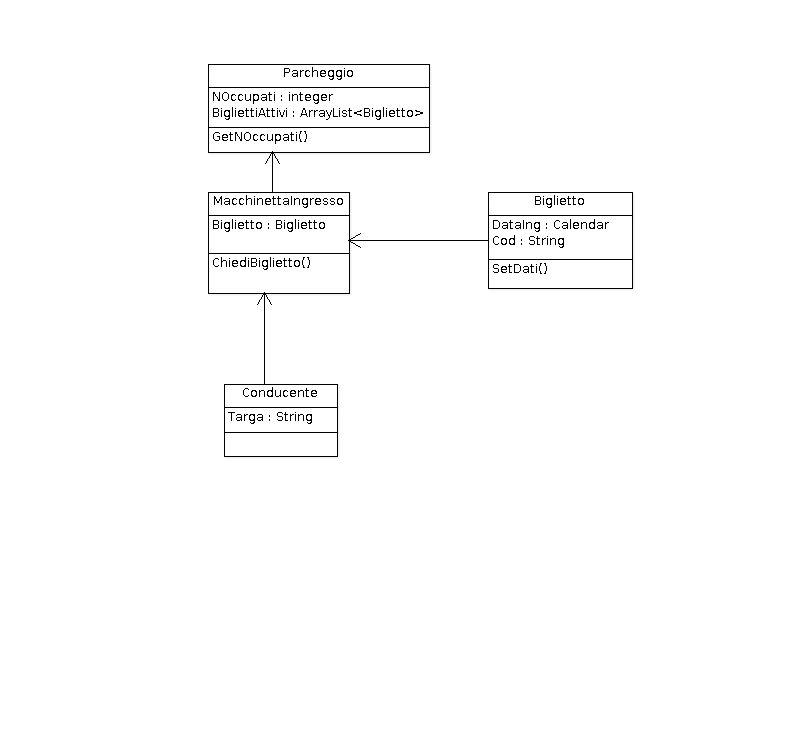 Parcheggio
NOccupati : integer
BigliettiAttivi : ArrayList<Biglietto>
GetNOccupati()
MacchinettaIngresso
Biglietto : Biglietto
ChiediBiglietto()
Biglietto
DataIng : Calendar
Cod : String
SetDati()
Conducente
Targa : String